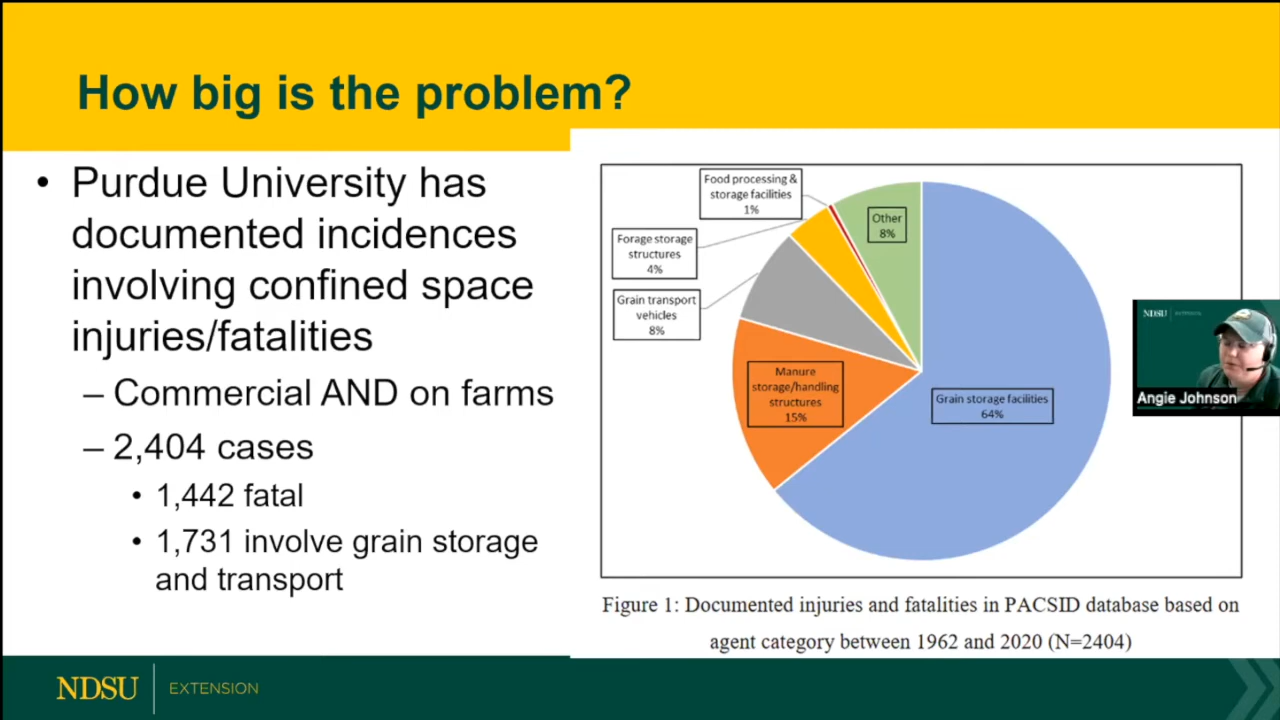 How big is the problem?
• Purdue University has
documented incidences
involving confined space
injuries/fatalities
– Commercial AND on farms
– 2,404 cases
• 1,442 fatal
• 1,731 involve grain storage
and transport
Food processing &
storage facilities
1%
Other
8%
Forage storage
structures
4%
Grain transport
vehicles
8%
Manure
storage/handling
structures
15%
Grain storage facilities
64%
Figure 1: Documented injuries and fatalities in PACSID database based on
agent category between 1962 and 2020 (N=2404)
NDSU EXTENSION
Angie Johnson
NDSU EXTENSION